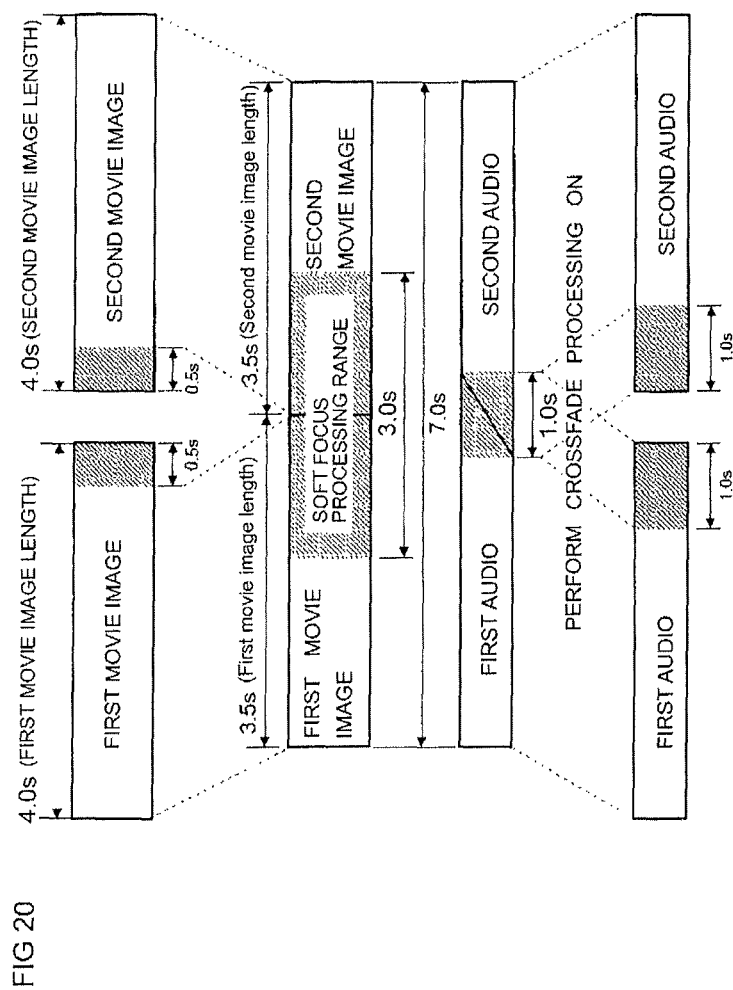 FIG 20
4.0s (FIRST MOVIE IMAGE LENGTH)
4.0s (SECOND MOVIE IMAGE LENGTH)
FIRST MOVIE IMAGE
SECOND MOVIE IMAGE
0.5s
0.5s
3.5s (First movie image length)
3.5s (Second movie image length)
FIRST MOVIE
IMAGE
SOFT FOCUS
PROCESSING RANGE
SECOND
MOVIE IMAGE
3.0s
7.0s
FIRST AUDIO
SECOND AUDIO
1.0s
PERFORM CROSSFADE PROCESSING ON
FIRST AUDIO
SECOND AUDIO
1.0s
1.0s